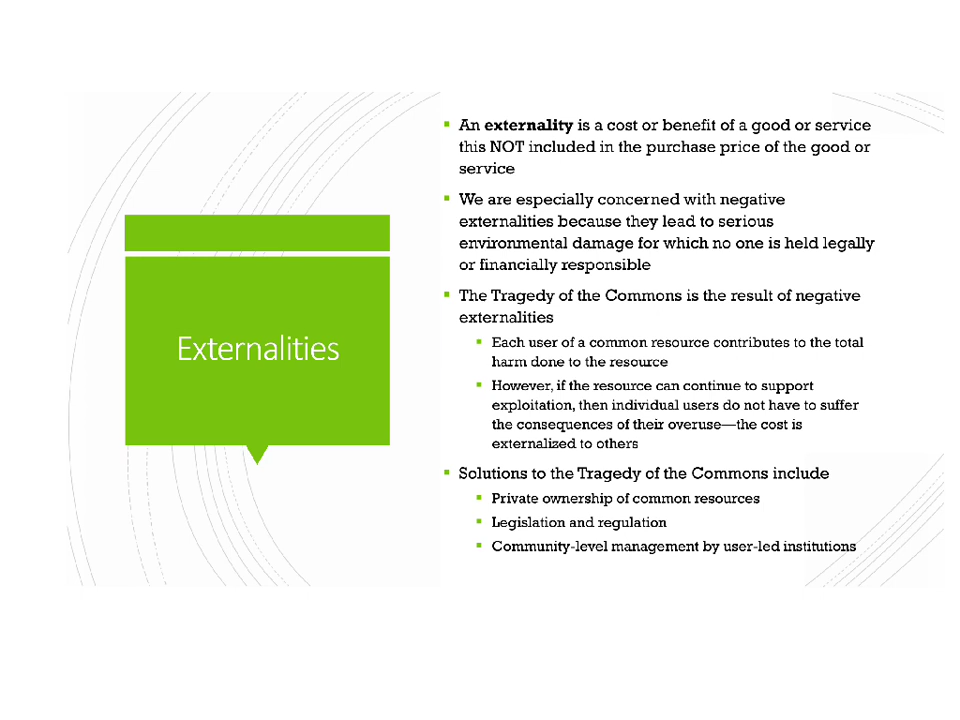 Externalities
An externality is a cost or benefit of a good or service
this NOT included in the purchase price of the good or
service
We are especially concerned with negative
externalities because they lead to serious
environmental damage for which no one is held legally
or financially responsible
The Tragedy of the Commons is the result of negative
externalities
Each user of a common resource contributes to the total
harm done to the resource
However, if the resource can continue to support
exploitation, then individual users do not have to suffer
the consequences of their overuse—the cost is
externalized to others
Solutions to the Tragedy of the Commons include
Private ownership of common resources
Legislation and regulation
Community-level management by user-led institutions